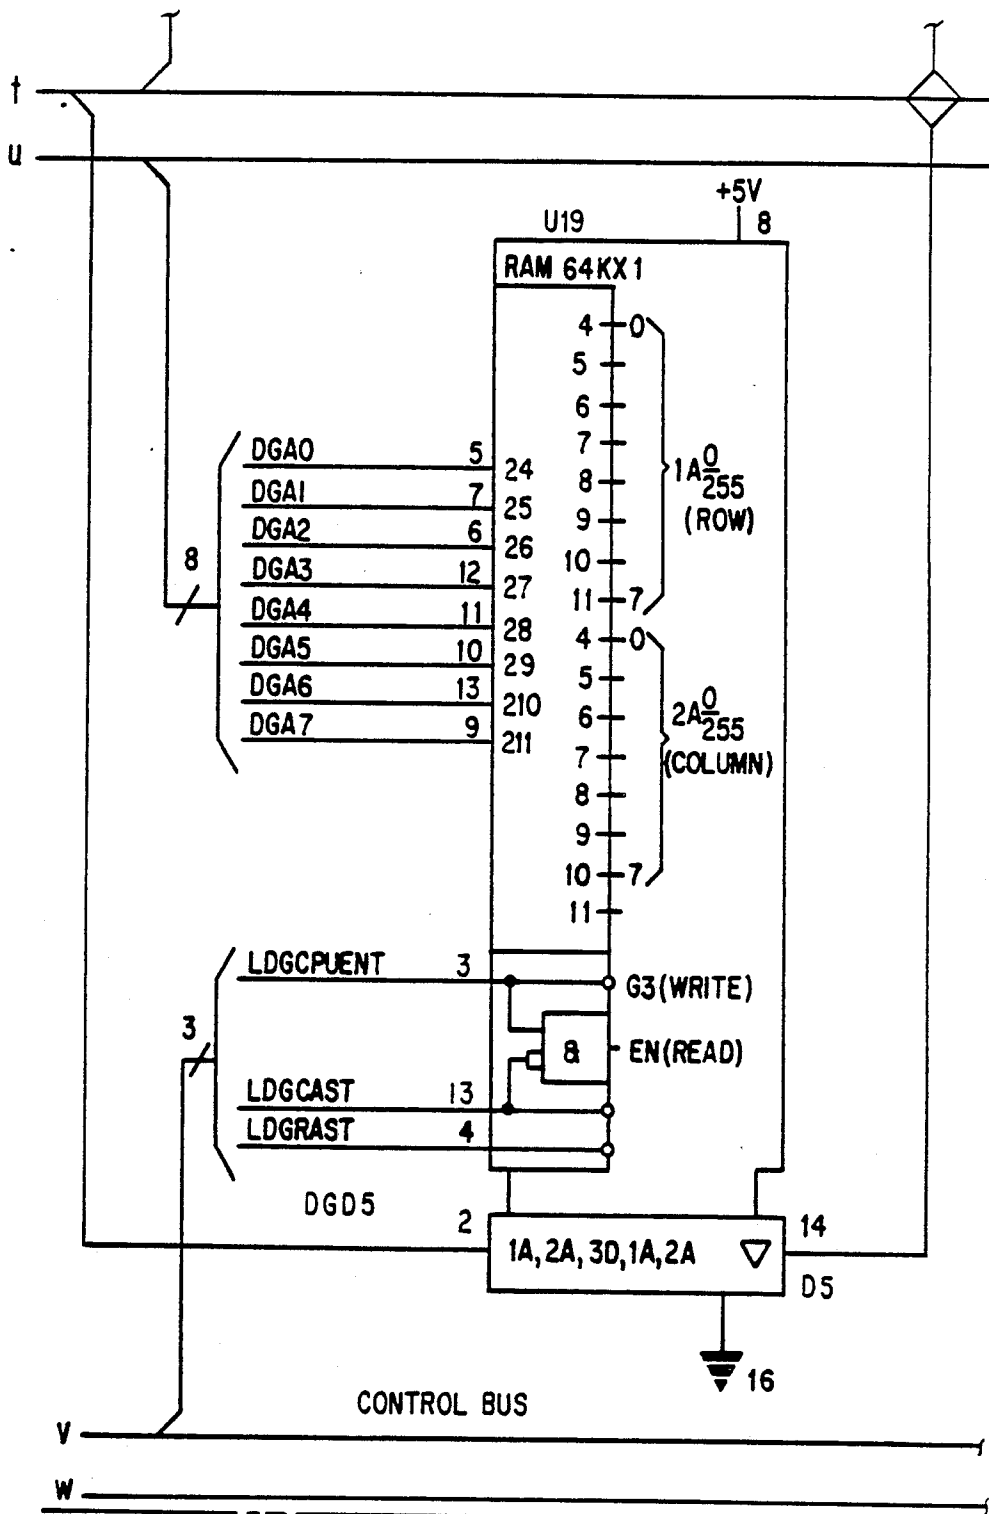 t
u
+5V
U19
8
RAM 64KX1
4 0
5
6
7
8
9
10
11 7
1A 0/255
(ROW)
4 0
5
6
7
8
9
10 7
11
2A 0/255
(COLUMN)
DGA0 5 24
DGA1 7 25
DGA2 6 26
DGA3 12 27
DGA4 11 28
DGA5 10 29
DGA6 13 210
DGA7 9 211
8
LDGCPUENT 3
G3(WRITE)
3
& EN(READ)
LDGCAST 13
LDGRAST 4
DGD5
2
1A,2A,3D,1A,2A
14
D5
16
CONTROL BUS
V
W